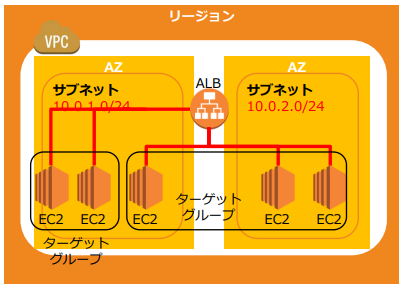 リージョン
VPC
AZ
AZ
サブネット
10.0.1.0/24
ALB
サブネット
10.0.2.0/24
EC2
EC2
EC2
ターゲット
グループ
EC2
EC2
ターゲット
グループ